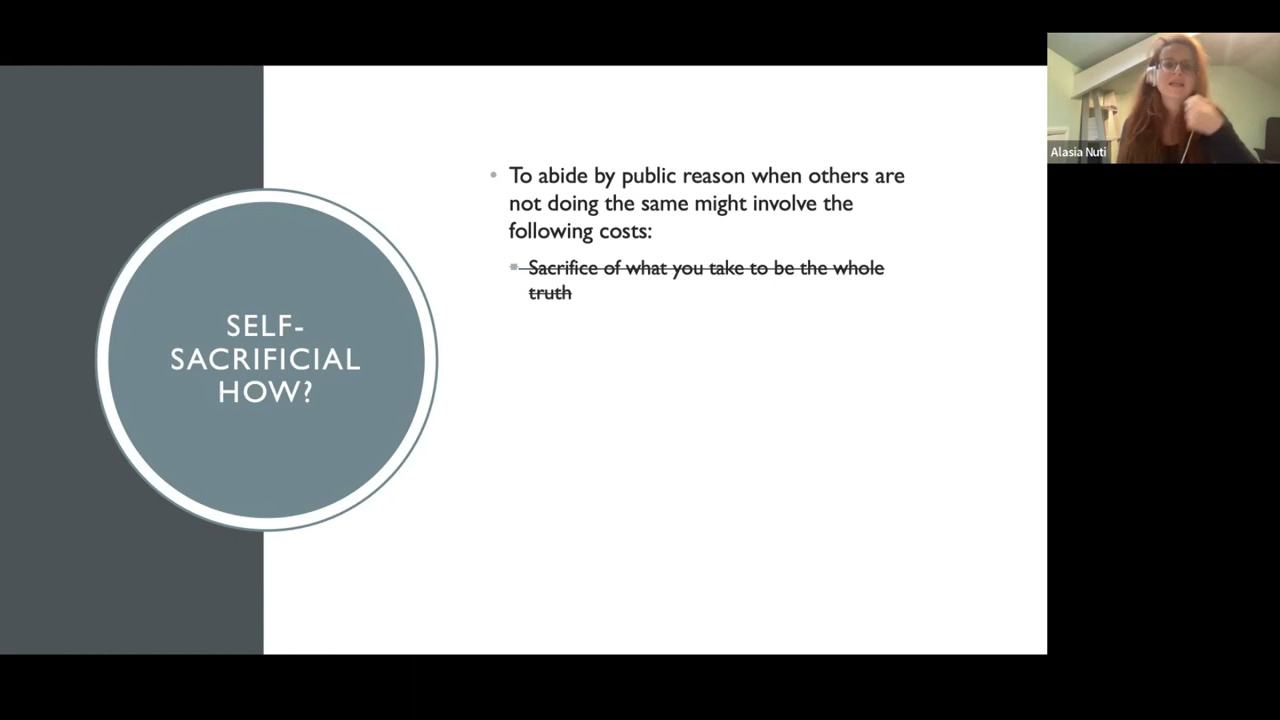 SELF-
SACRIFICIAL
HOW?
To abide by public reason when others are
not doing the same might involve the
following costs:
Sacrifice of what you take to be the whole
truth
Alasia Nuti